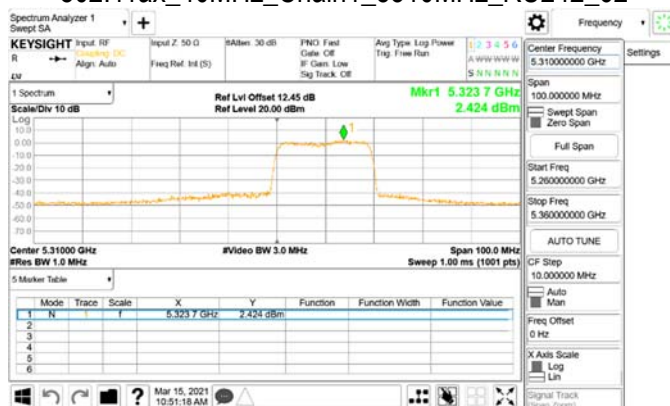 Spectrum Analyzer 1
Swept SA
+
Frequency
Settings
KEYSIGHT
R
Input: RF
Coupling: DC
Align: Auto
Input Z: 50 Ω
Freq Ref: Int (S)
#Atten: 30 dB
PNO: Fast
Gate: Off
IF Gain: Low
Sig Track: Off
Avg Type: Log-Power
Trig: Free Run
1 2 3 4 5 6
A W W W W W
S N N N N N
1 Spectrum
Scale/Div 10 dB
Ref Lvl Offset 12.45 dB
Ref Level 20.00 dBm
Mkr1 5.323 7 GHz
2.424 dBm
Log
10.0
0.00
-10.0
-20.0
-30.0
-40.0
-50.0
-60.0
-70.0
1
Center 5.31000 GHz
#Res BW 1.0 MHz
#Video BW 3.0 MHz
Span 100.0 MHz
Sweep 1.00 ms (1001 pts)
5 Marker Table
Mode Trace Scale X Y Function Function Width Function Value
1 N 1 f 5.323 7 GHz 2.424 dBm
2
3
4
5
6
Center Frequency
5.310000000 GHz
Span
100.000000 MHz
Swept Span
Zero Span
Full Span
Start Freq
5.260000000 GHz
Stop Freq
5.360000000 GHz
AUTO TUNE
CF Step
10.000000 MHz
Auto
Man
Freq Offset
0 Hz
X Axis Scale
Log
Lin
Signal Track
?
Mar 15, 2021
10:51:18 AM